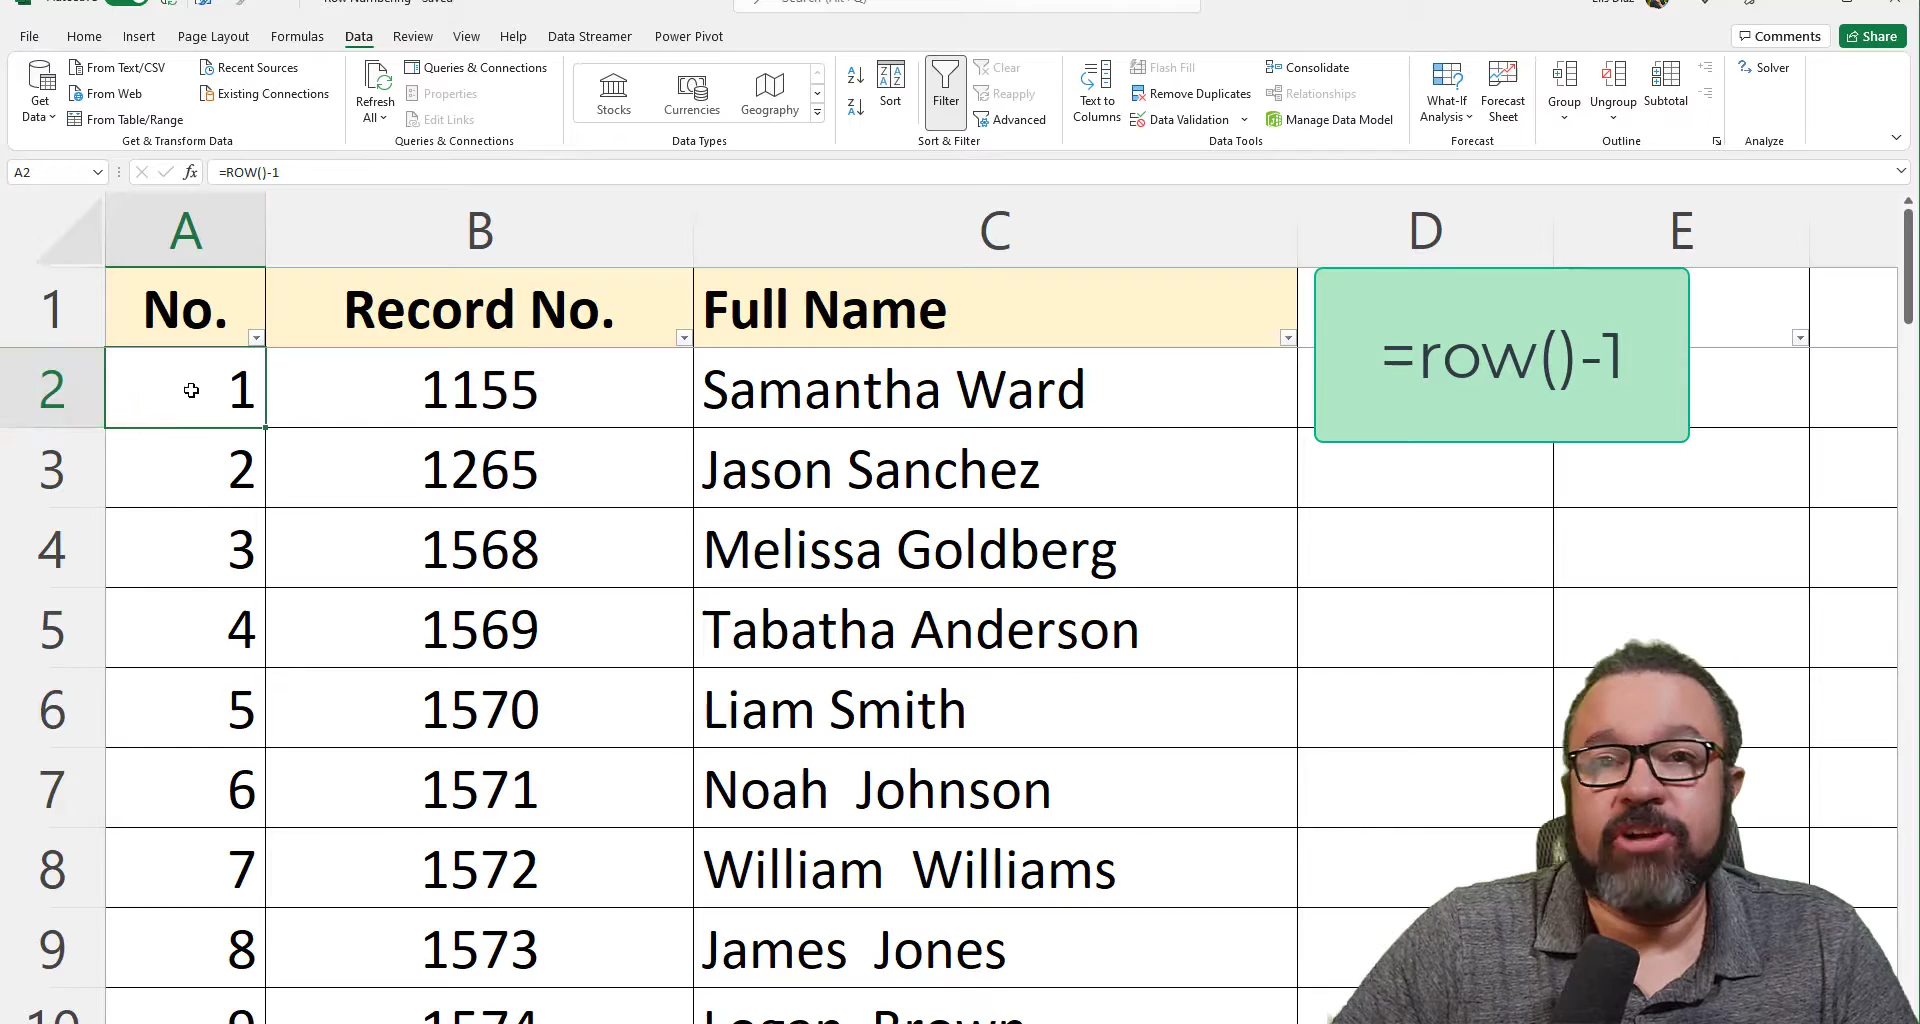 File Home Insert Page Layout Formulas Data Review View Help Data Streamer Power Pivot Comments Share
Get Data
From Text/CSV
From Web
From Table/Range
Recent Sources
Existing Connections
Get & Transform Data
Refresh All
Queries & Connections
Properties
Edit Links
Queries & Connections
Stocks Currencies Geography
Data Types
Sort
Filter
Clear
Reapply
Advanced
Sort & Filter
Text to Columns
Flash Fill
Remove Duplicates
Data Validation
Consolidate
Relationships
Manage Data Model
Data Tools
What-If Analysis
Forecast Sheet
Forecast
Group
Ungroup
Subtotal
Outline
Solver
Analyze
A2 fx =ROW()-1
A B C D E
1 No. Record No. Full Name
=row()-1
2 1 1155 Samantha Ward
3 2 1265 Jason Sanchez
4 3 1568 Melissa Goldberg
5 4 1569 Tabatha Anderson
6 5 1570 Liam Smith
7 6 1571 Noah Johnson
8 7 1572 William Williams
9 8 1573 James Jones
10 9 1574 Logan Brown